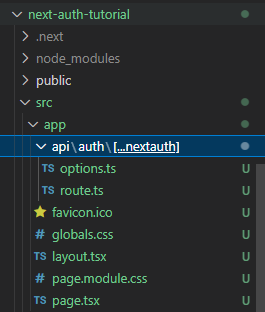 next-auth-tutorial
.next
node_modules
public
src
app
api\auth\[...nextauth]
TS options.ts U
TS route.ts U
favicon.ico U
# globals.css U
TS layout.tsx U
# page.module.css U
TS page.tsx U